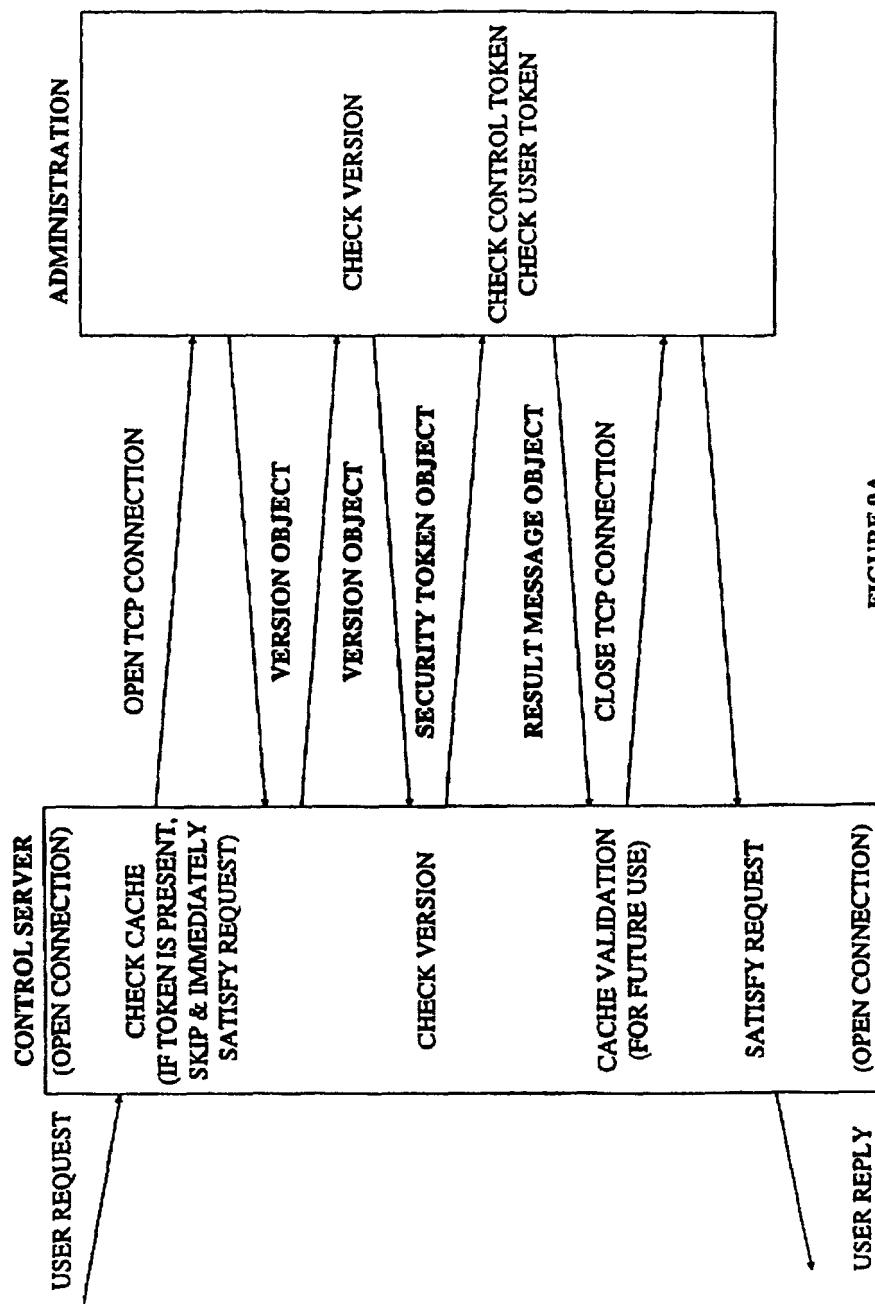 CONTROL SERVER
(OPEN CONNECTION)
USER REQUEST
CHECK CACHE
(IF TOKEN IS PRESENT,
SKIP & IMMEDIATELY
SATISFY REQUEST)
CHECK VERSION
CACHE VALIDATION
(FOR FUTURE USE)
SATISFY REQUEST
(OPEN CONNECTION)
USER REPLY
OPEN TCP CONNECTION
VERSION OBJECT
VERSION OBJECT
SECURITY TOKEN OBJECT
RESULT MESSAGE OBJECT
CLOSE TCP CONNECTION
ADMINISTRATION
CHECK VERSION
CHECK CONTROL TOKEN
CHECK USER TOKEN